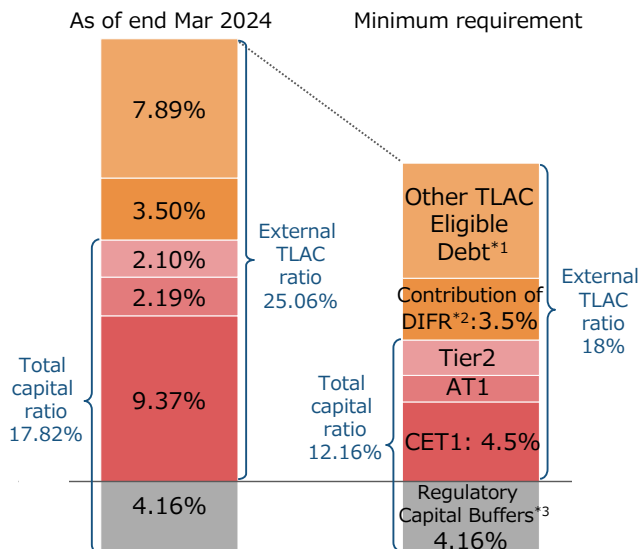 As of end Mar 2024
7.89%
3.50%
2.10%
2.19%
9.37%
4.16%
External
TLAC
ratio
25.06%
Total
capital
ratio
17.82%
Minimum requirement
Other TLAC
Eligible
Debt*1
Contribution of
DIFR*2:3.5%
Tier2
AT1
CET1: 4.5%
Regulatory
Capital Buffers*3
4.16%
External
TLAC
ratio
18%
Total
capital
ratio
12.16%